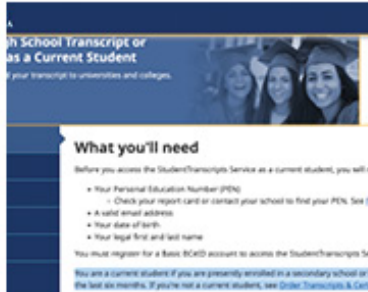 h School Transcript or
as a Current Student
your transcript to universities and colleges.
What you'll need
Before you access the StudentTranscripts Service as a current student, you will
Your Personal Education Number (PEN)
Check your report card or contact your school to find your PEN. See
A valid email address
Your date of birth
Your legal first and last name
You must register for a Basic BCeID account to access the StudentTranscripts Se
You are a current student if you are presently enrolled in a secondary school or
the last six months. If you're not a current student, see Order Transcripts & Cert